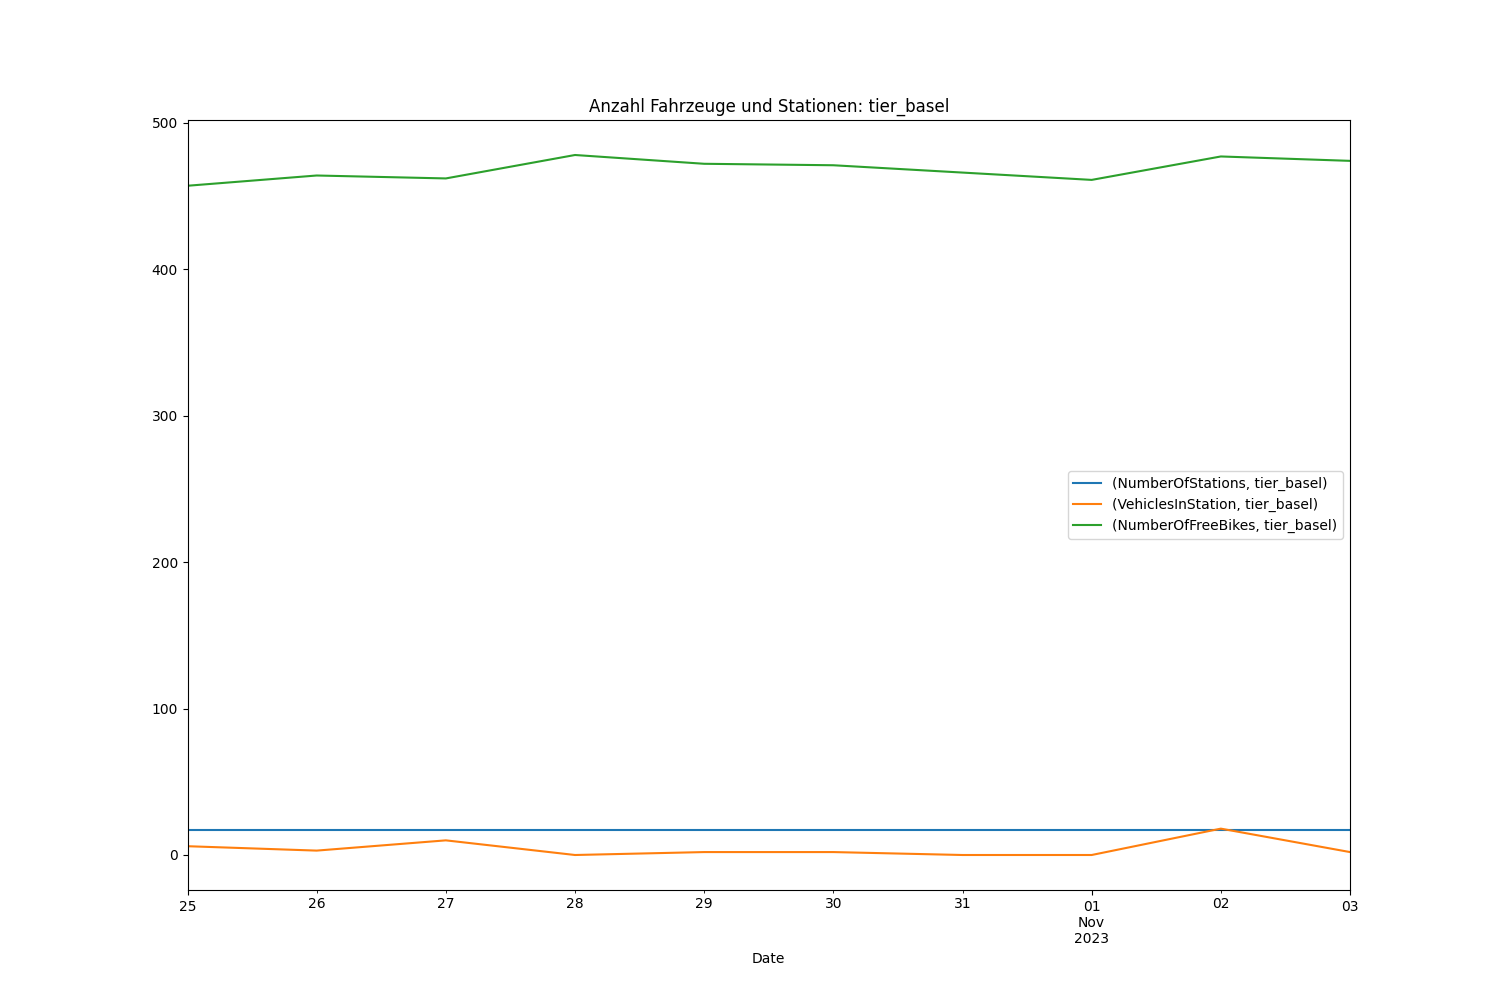 Anzahl Fahrzeuge und Stationen: tier_basel
500
400
300
200
100
0
(NumberOfStations, tier_basel)
(VehiclesInStation, tier_basel)
(NumberOfFreeBikes, tier_basel)
25 26 27 28 29 30 31 01 02 03
Nov
2023
Date